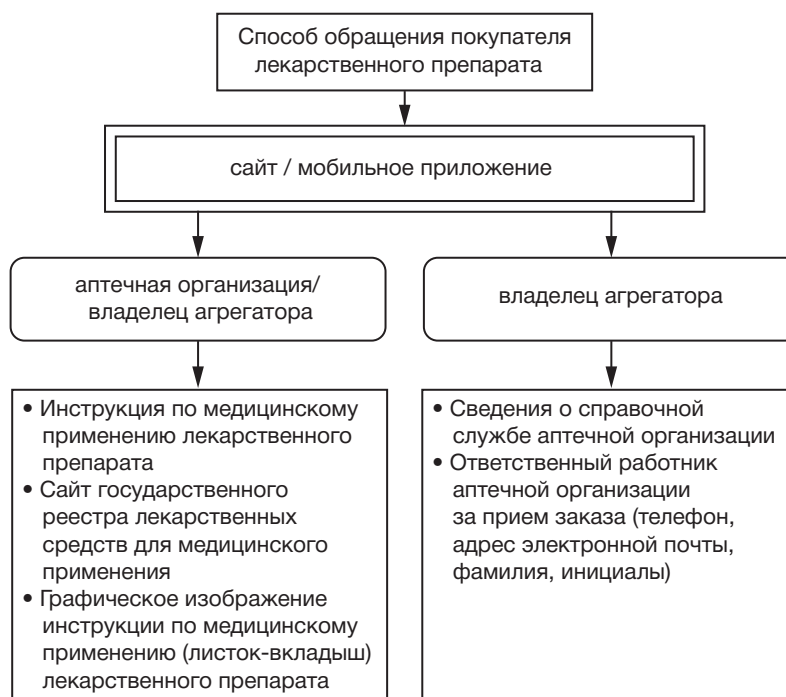 Способ обращения покупателя
лекарственного препарата
сайт / мобильное приложение
аптечная организация/
владелец агрегатора
владелец агрегатора
• Инструкция по медицинскому
применению лекарственного
препарата
• Сайт государственного
реестра лекарственных
средств для медицинского
применения
• Графическое изображение
инструкции по медицинскому
применению (листок-вкладыш)
лекарственного препарата
• Сведения о справочной
службе аптечной организации
• Ответственный работник
аптечной организации
за прием заказа (телефон,
адрес электронной почты,
фамилия, инициалы)